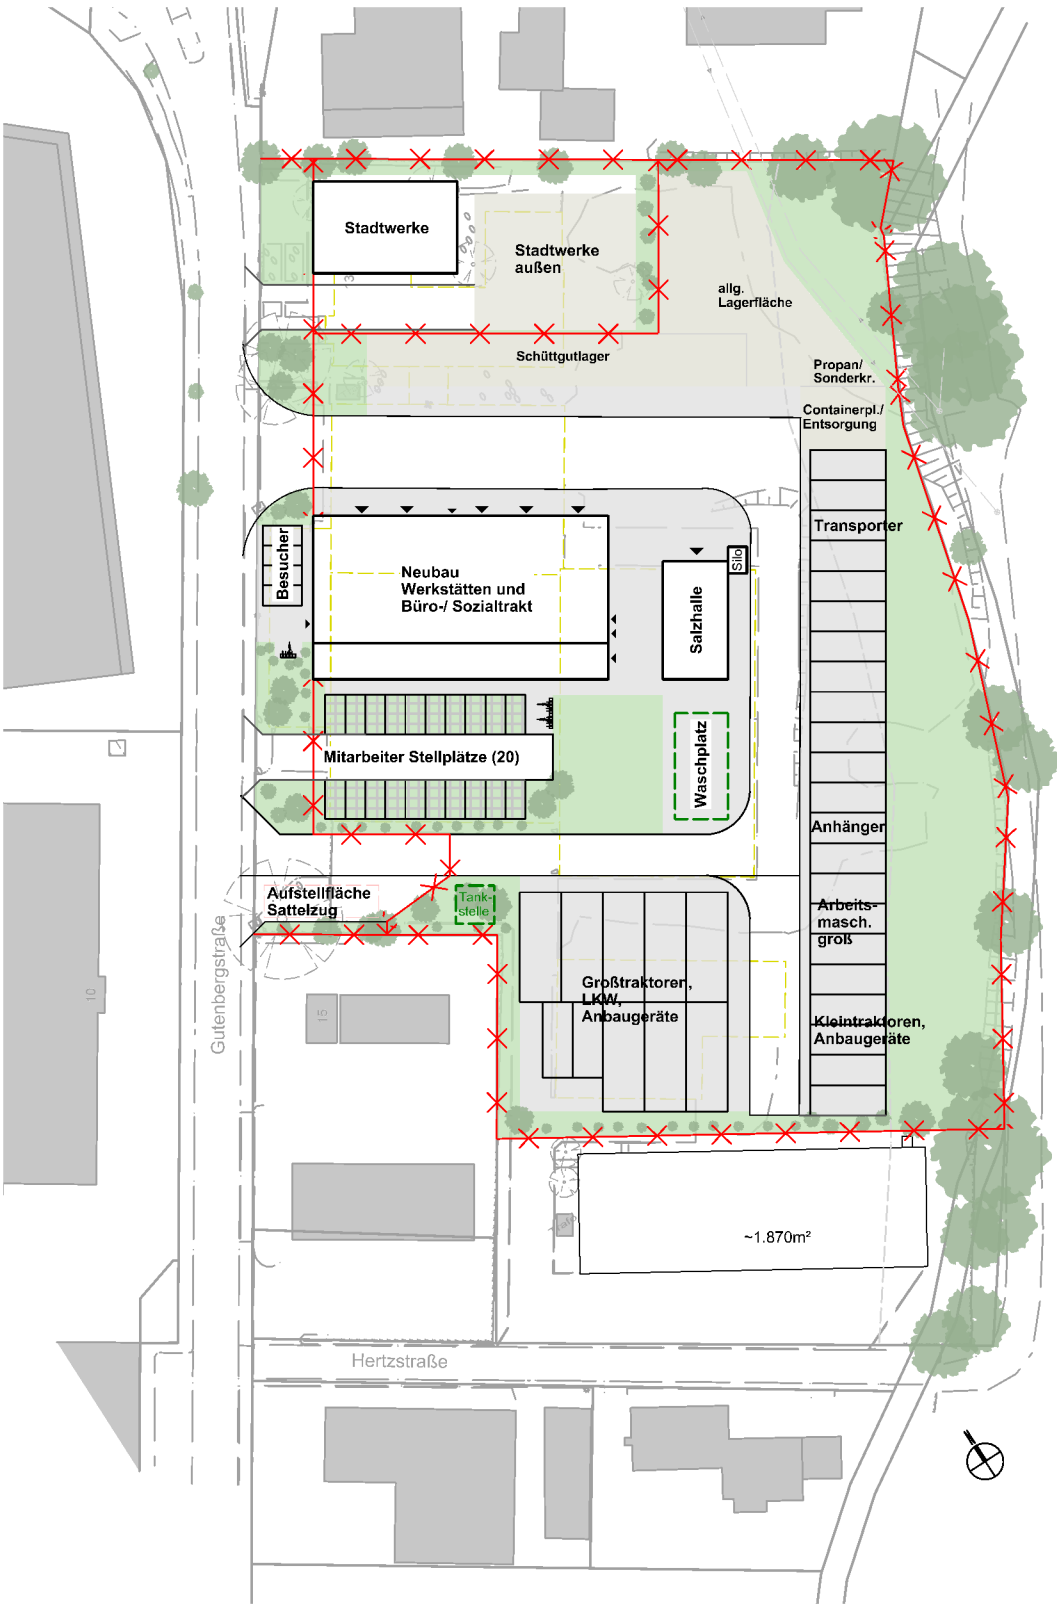 Stadtwerke
Stadtwerke
außen
allg.
Lagerfläche
Schüttgutlager
Propan/
Sonderkr.
Containerpl./
Entsorgung
Transporter
Besucher
Neubau
Werkstätten und
Büro-/ Sozialtrakt
Silo
Salzhalle
Mitarbeiter Stellplätze (20)
Waschplatz
Anhänger
Aufstellfläche
Sattelzug
Tank-
stelle
Arbeits-
masch.
groß
Großtraktoren,
LKW,
Anbaugeräte
Kleintraktoren,
Anbaugeräte
Gutenbergstraße
10
15
~1.870m²
Hertzstraße